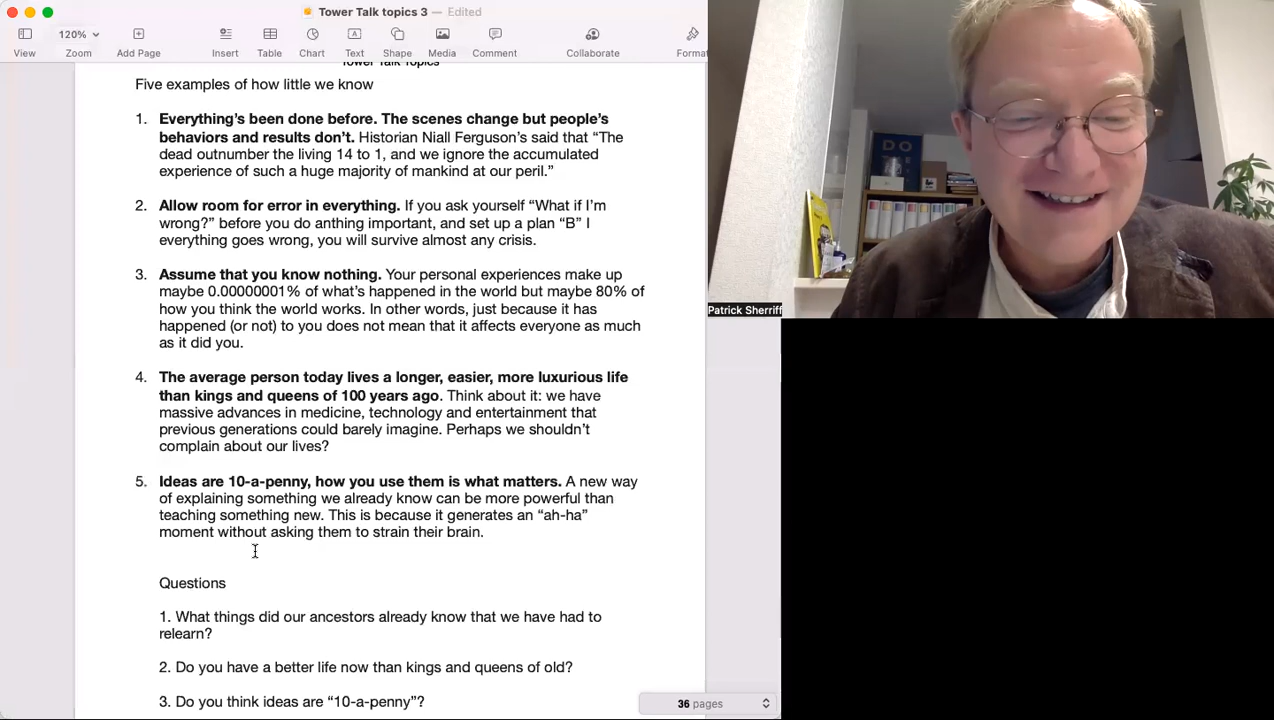 Tower Talk topics 3 — Edited
120%
View
Zoom
Add Page
Insert
Table
Chart
Text
Shape
Media
Comment
Collaborate
Format
Tower Talk Topics
Five examples of how little we know
1. Everything's been done before. The scenes change but people's
behaviors and results don't. Historian Niall Ferguson's said that “The
dead outnumber the living 14 to 1, and we ignore the accumulated
experience of such a huge majority of mankind at our peril.”
2. Allow room for error in everything. If you ask yourself “What if I'm
wrong?” before you do anthing important, and set up a plan “B” I
everything goes wrong, you will survive almost any crisis.
3. Assume that you know nothing. Your personal experiences make up
maybe 0.00000001% of what's happened in the world but maybe 80% of
how you think the world works. In other words, just because it has
happened (or not) to you does not mean that it affects everyone as much
as it did you.
4. The average person today lives a longer, easier, more luxurious life
than kings and queens of 100 years ago. Think about it: we have
massive advances in medicine, technology and entertainment that
previous generations could barely imagine. Perhaps we shouldn't
complain about our lives?
5. Ideas are 10-a-penny, how you use them is what matters. A new way
of explaining something we already know can be more powerful than
teaching something new. This is because it generates an “ah-ha”
moment without asking them to strain their brain.
Questions
1. What things did our ancestors already know that we have had to
relearn?
2. Do you have a better life now than kings and queens of old?
3. Do you think ideas are “10-a-penny”?
36 pages
DO
Patrick Sherriff